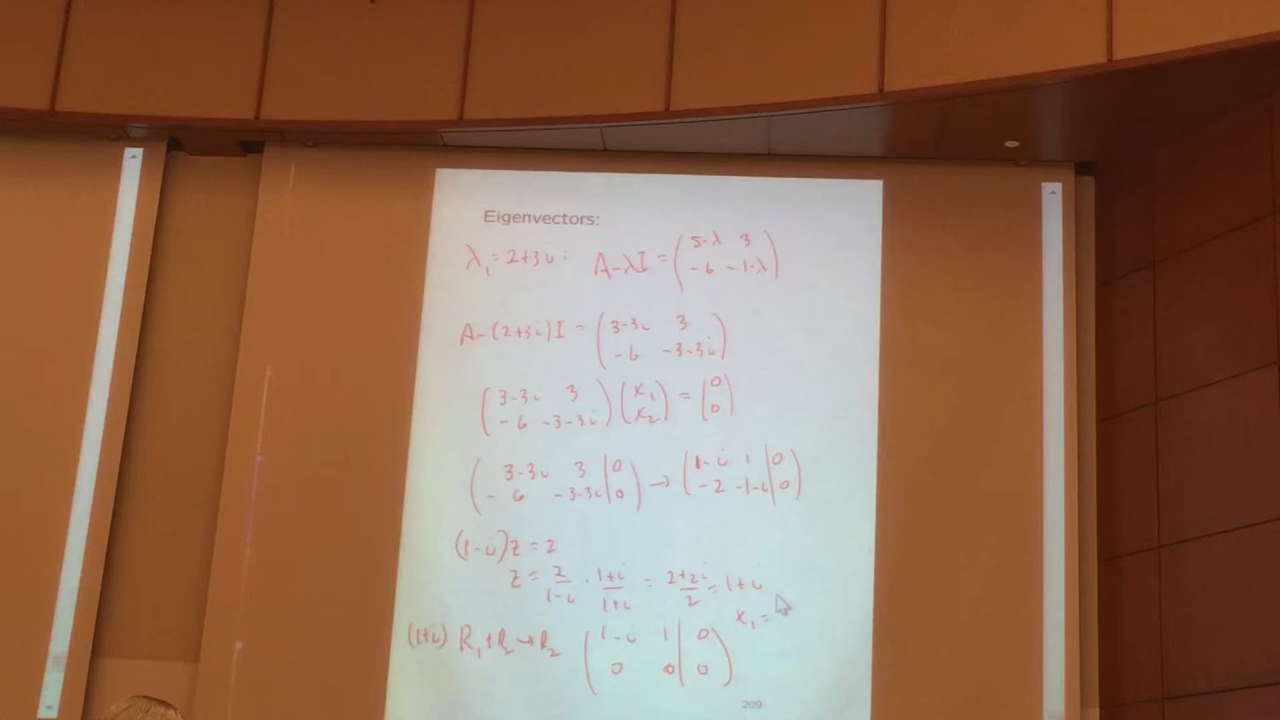 Eigenvectors:
λ₁ = 2+3i : A-λI = ( 5-λ 3
-6 -1-λ )
A-(2+3i)I = ( 3-3i 3
-6 -3-3i )
( 3-3i 3
-6 -3-3i ) ( x₁
x₂ ) = ( 0
0 )
( 3-3i 3 | 0
-6 -3-3i | 0 ) → ( 1-i 1 | 0
-2 -1-i | 0 )
(1-i)z = 2
z = 2/(1-i) · (1+i)/(1+i) = (2+2i)/2 = 1+i
x₁ =
(1+i) R₁+R₂→R₂ ( 1-i 1 | 0
0 0 | 0 )
209